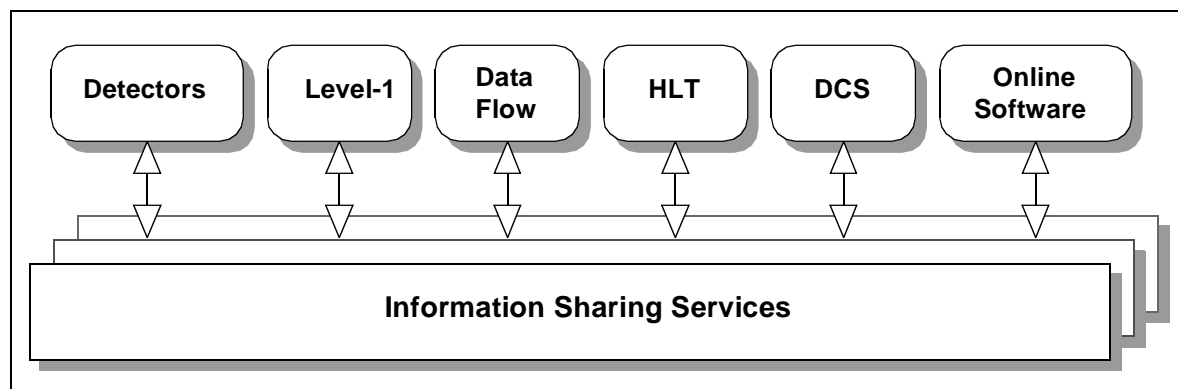 Detectors
Level-1
Data
Flow
HLT
DCS
Online
Software
Information Sharing Services